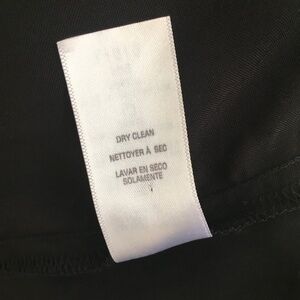 DRY CLEAN
NETTOYER À SEC
LAVAR EN SECO
SOLAMENTE